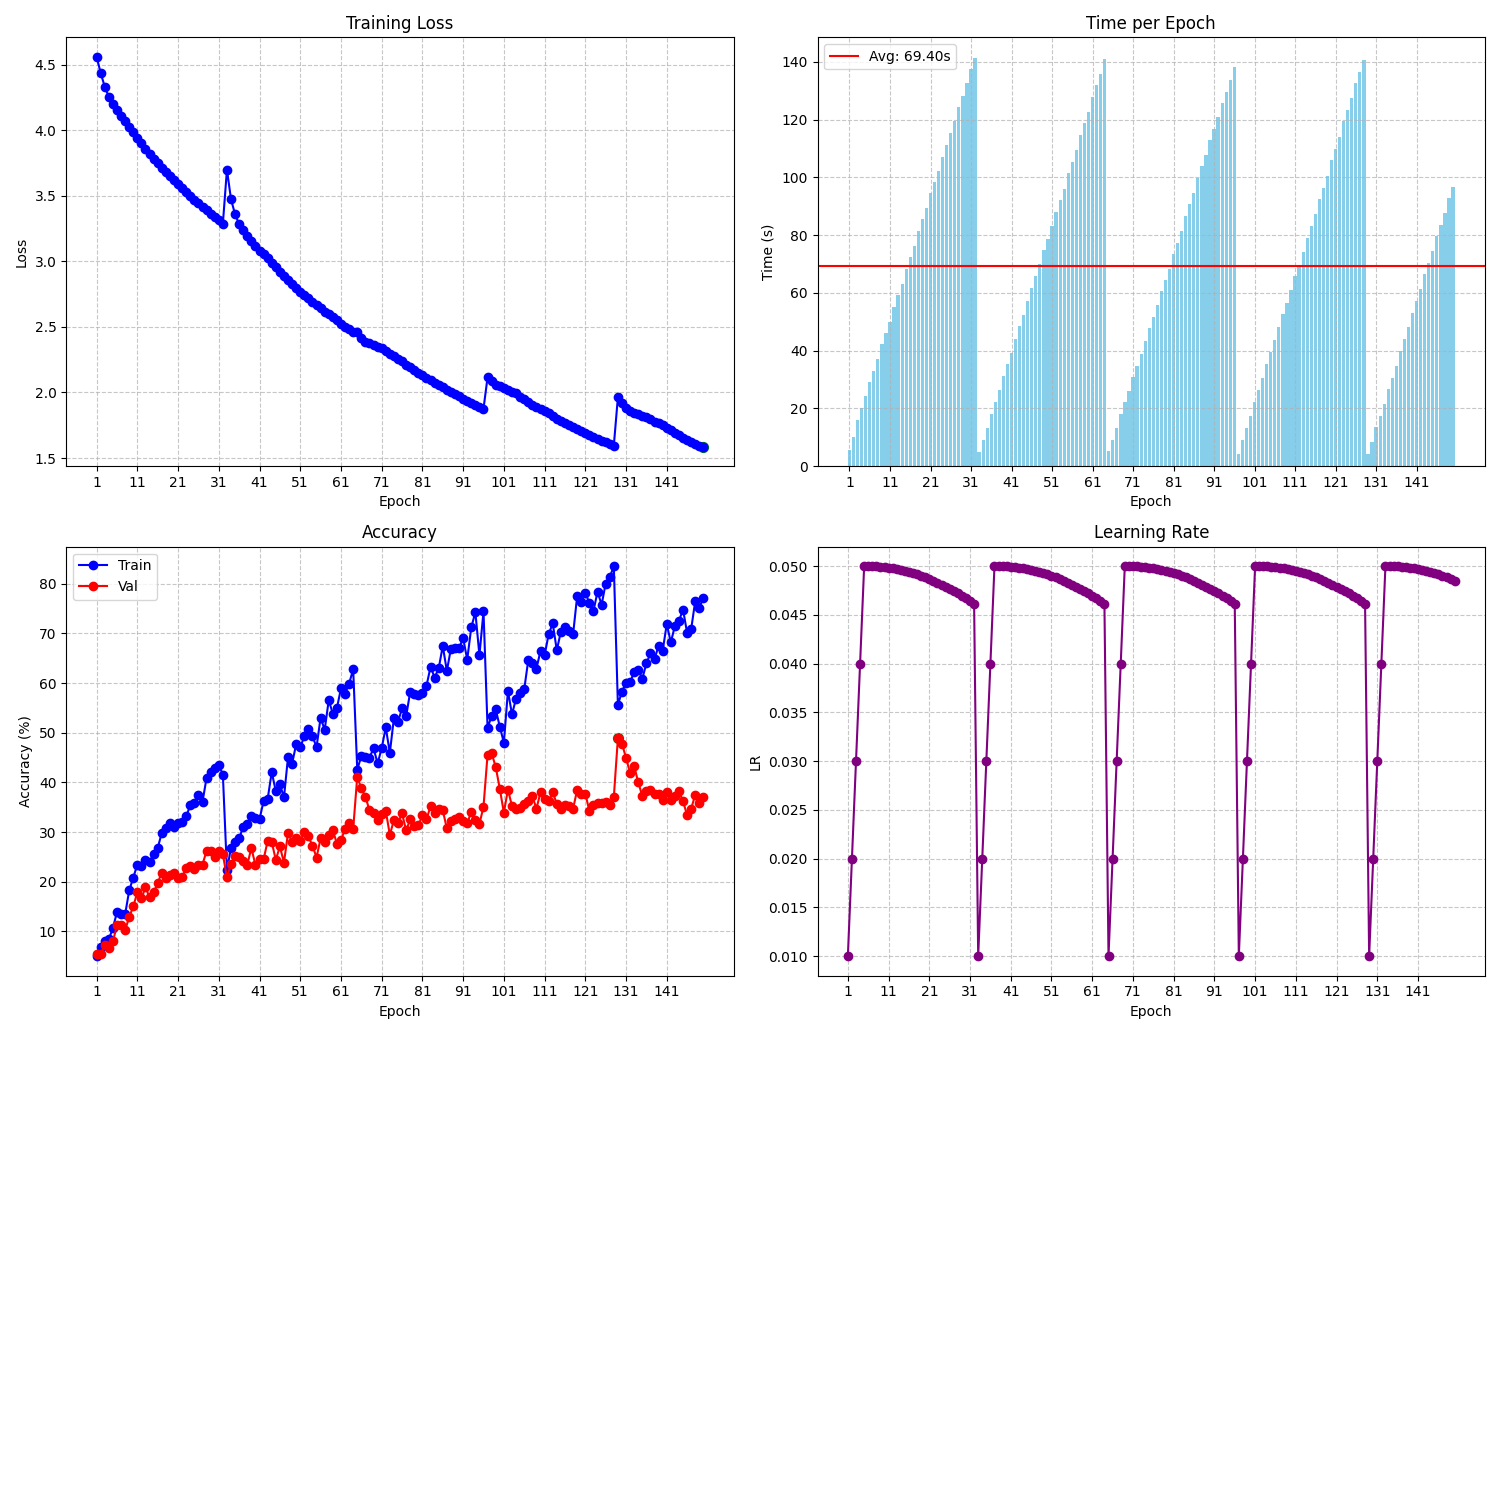 Training Loss
4.5
4.0
3.5
3.0
2.5
2.0
1.5
Loss
1 11 21 31 41 51 61 71 81 91 101 111 121 131 141
Epoch
Time per Epoch
Avg: 69.40s
140
120
100
80
60
40
20
0
Time (s)
1 11 21 31 41 51 61 71 81 91 101 111 121 131 141
Epoch
Accuracy
Train
Val
80
70
60
50
40
30
20
10
Accuracy (%)
1 11 21 31 41 51 61 71 81 91 101 111 121 131 141
Epoch
Learning Rate
0.050
0.045
0.040
0.035
0.030
0.025
0.020
0.015
0.010
LR
1 11 21 31 41 51 61 71 81 91 101 111 121 131 141
Epoch